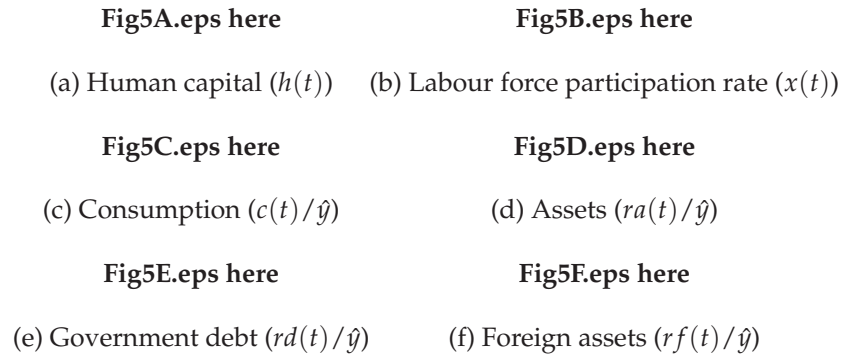 Fig5A.eps here Fig5B.eps here
(a) Human capital (h(t)) (b) Labour force participation rate (x(t))
Fig5C.eps here Fig5D.eps here
(c) Consumption (c(t)/ŷ) (d) Assets (ra(t)/ŷ)
Fig5E.eps here Fig5F.eps here
(e) Government debt (rd(t)/ŷ) (f) Foreign assets (rf(t)/ŷ)